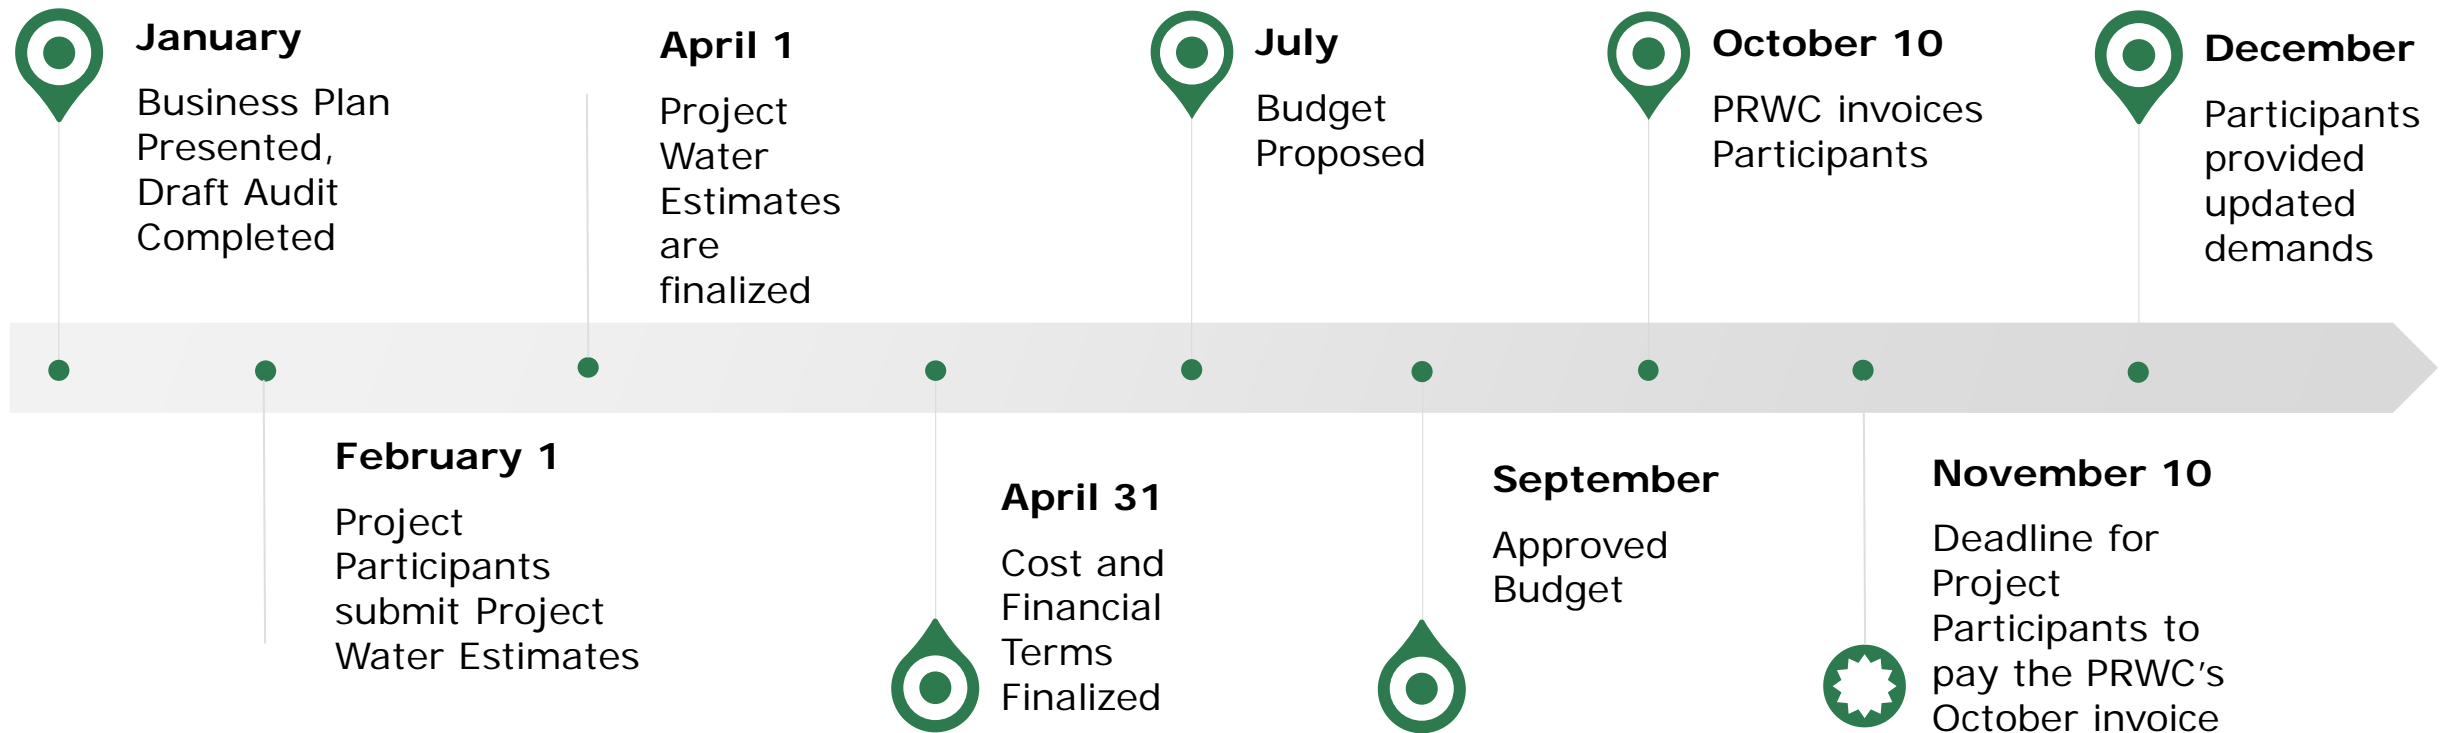 January
Business Plan
Presented,
Draft Audit
Completed
February 1
Project
Participants
submit Project
Water Estimates
April 1
Project
Water
Estimates
are
finalized
April 31
Cost and
Financial
Terms
Finalized
July
Budget
Proposed
September
Approved
Budget
October 10
PRWC invoices
Participants
November 10
Deadline for
Project
Participants to
pay the PRWC’s
October invoice
December
Participants
provided
updated
demands